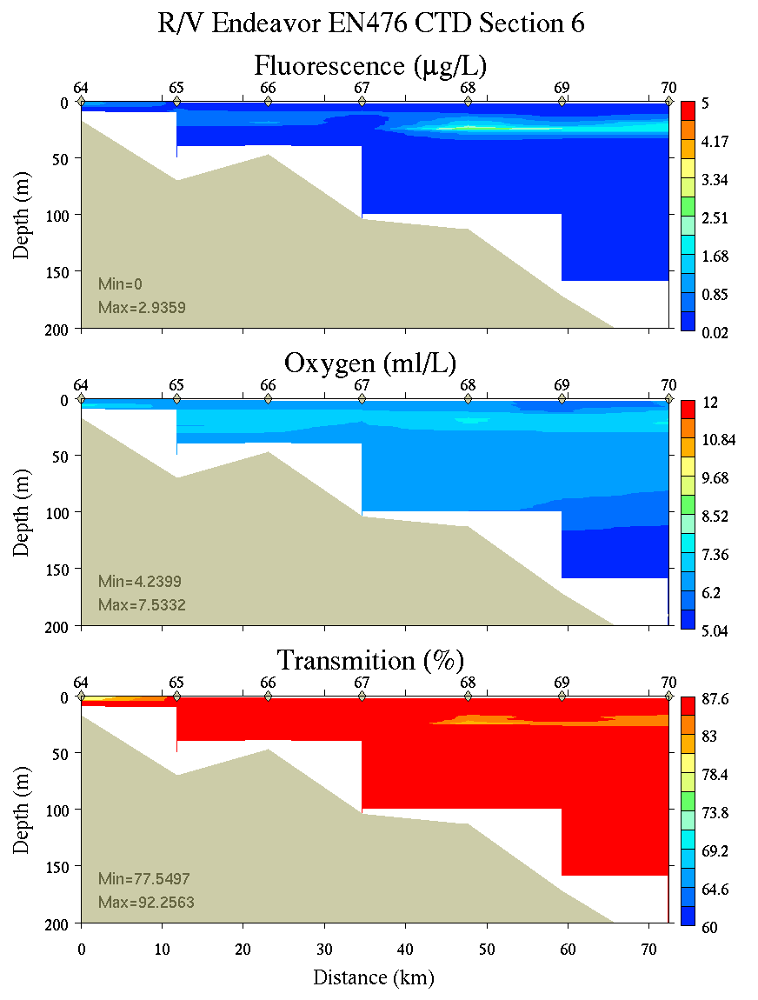 R/V Endeavor EN476 CTD Section 6
Fluorescence (µg/L)
64 65 66 67 68 69 70
0
50
100
150
200
Depth (m)
Min=0
Max=2.9359
5
4.17
3.34
2.51
1.68
0.85
0.02
Oxygen (ml/L)
64 65 66 67 68 69 70
0
50
100
150
200
Depth (m)
Min=4.2399
Max=7.5332
12
10.84
9.68
8.52
7.36
6.2
5.04
Transmition (%)
64 65 66 67 68 69 70
0
50
100
150
200
Depth (m)
Min=77.5497
Max=92.2563
87.6
83
78.4
73.8
69.2
64.6
60
0 10 20 30 40 50 60 70
Distance (km)